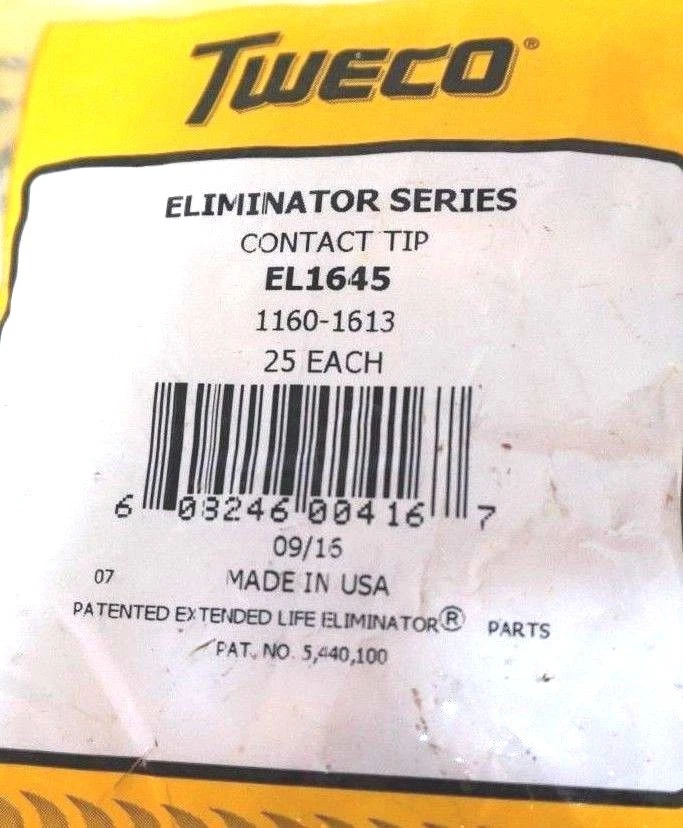 TWECO®
ELIMINATOR SERIES
CONTACT TIP
EL1645
1160-1613
25 EACH
6 08246 00416 7
09/16
07 MADE IN USA
PATENTED EXTENDED LIFE ELIMINATOR® PARTS
PAT. NO. 5,440,100